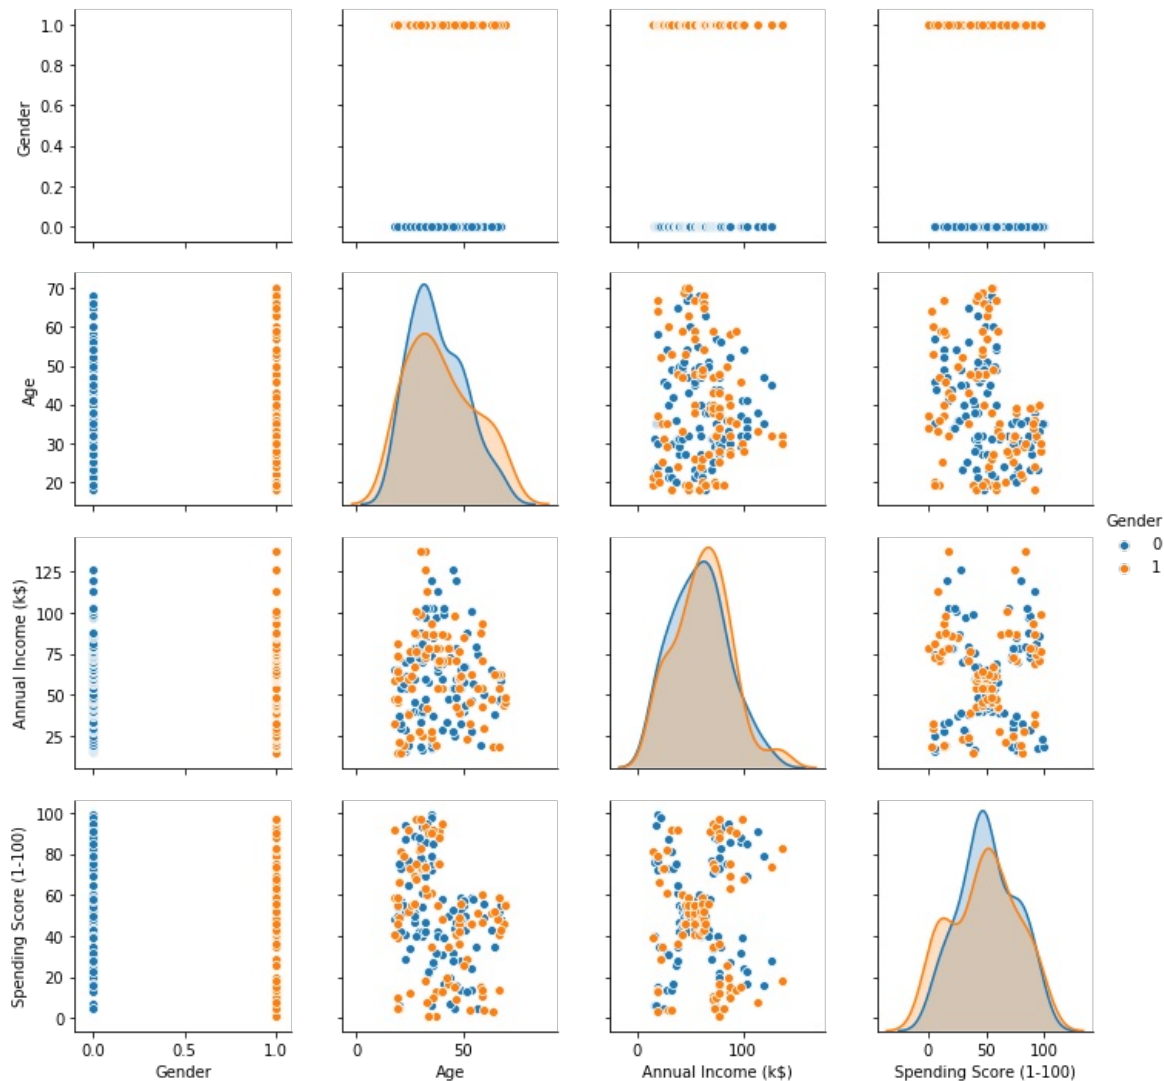 1.0
0.8
0.6
0.4
0.2
0.0
Gender
70
60
50
40
30
20
Age
Gender
0
1
125
100
75
50
25
Annual Income (k$)
100
80
60
40
20
0
Spending Score (1-100)
0.0 0.5 1.0
Gender
0 50
Age
0 100
Annual Income (k$)
0 50 100
Spending Score (1-100)